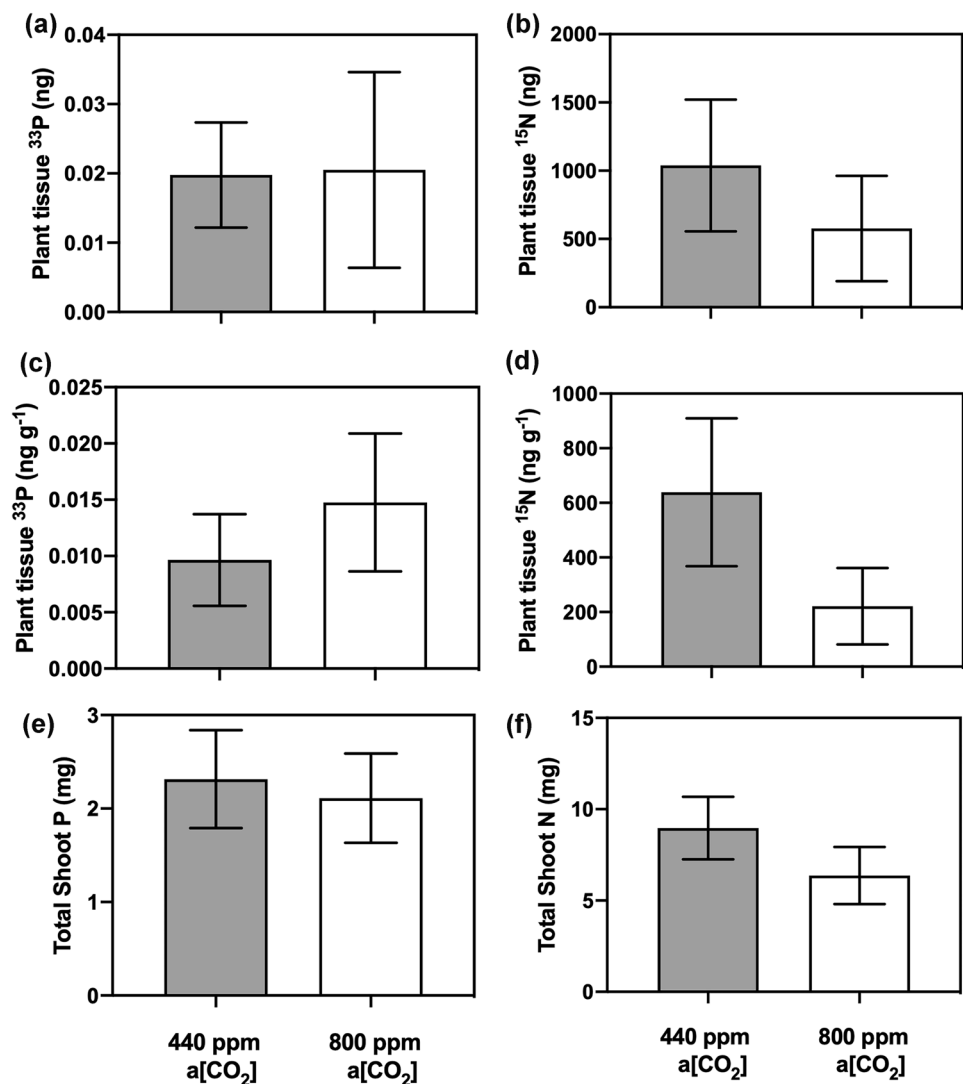 (a)
Plant tissue ³³P (ng)
0.04
0.03
0.02
0.01
0.00
(b)
Plant tissue ¹⁵N (ng)
2000
1500
1000
500
0
(c)
Plant tissue ³³P (ng g⁻¹)
0.025
0.020
0.015
0.010
0.005
0.000
(d)
Plant tissue ¹⁵N (ng g⁻¹)
1000
800
600
400
200
0
(e)
Total Shoot P (mg)
3
2
1
0
440 ppm
a[CO₂]
800 ppm
a[CO₂]
(f)
Total Shoot N (mg)
15
10
5
0
440 ppm
a[CO₂]
800 ppm
a[CO₂]